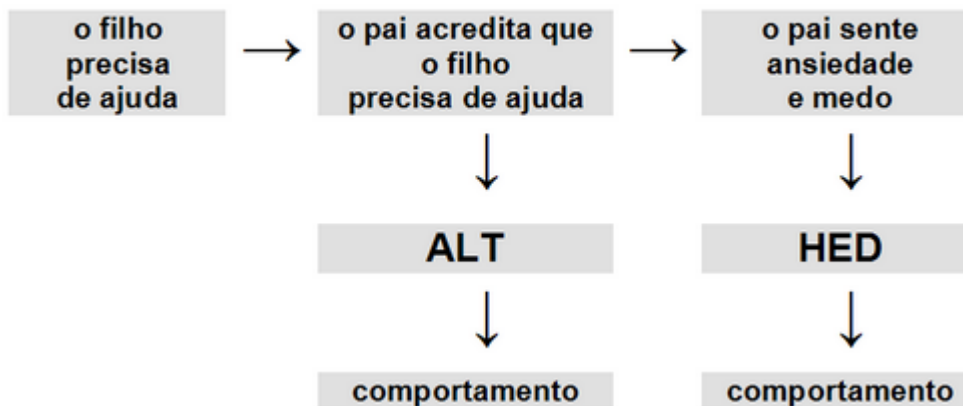 o filho
precisa
de ajuda
o pai acredita que
o filho
precisa de ajuda
o pai sente
ansiedade
e medo
ALT
HED
comportamento
comportamento